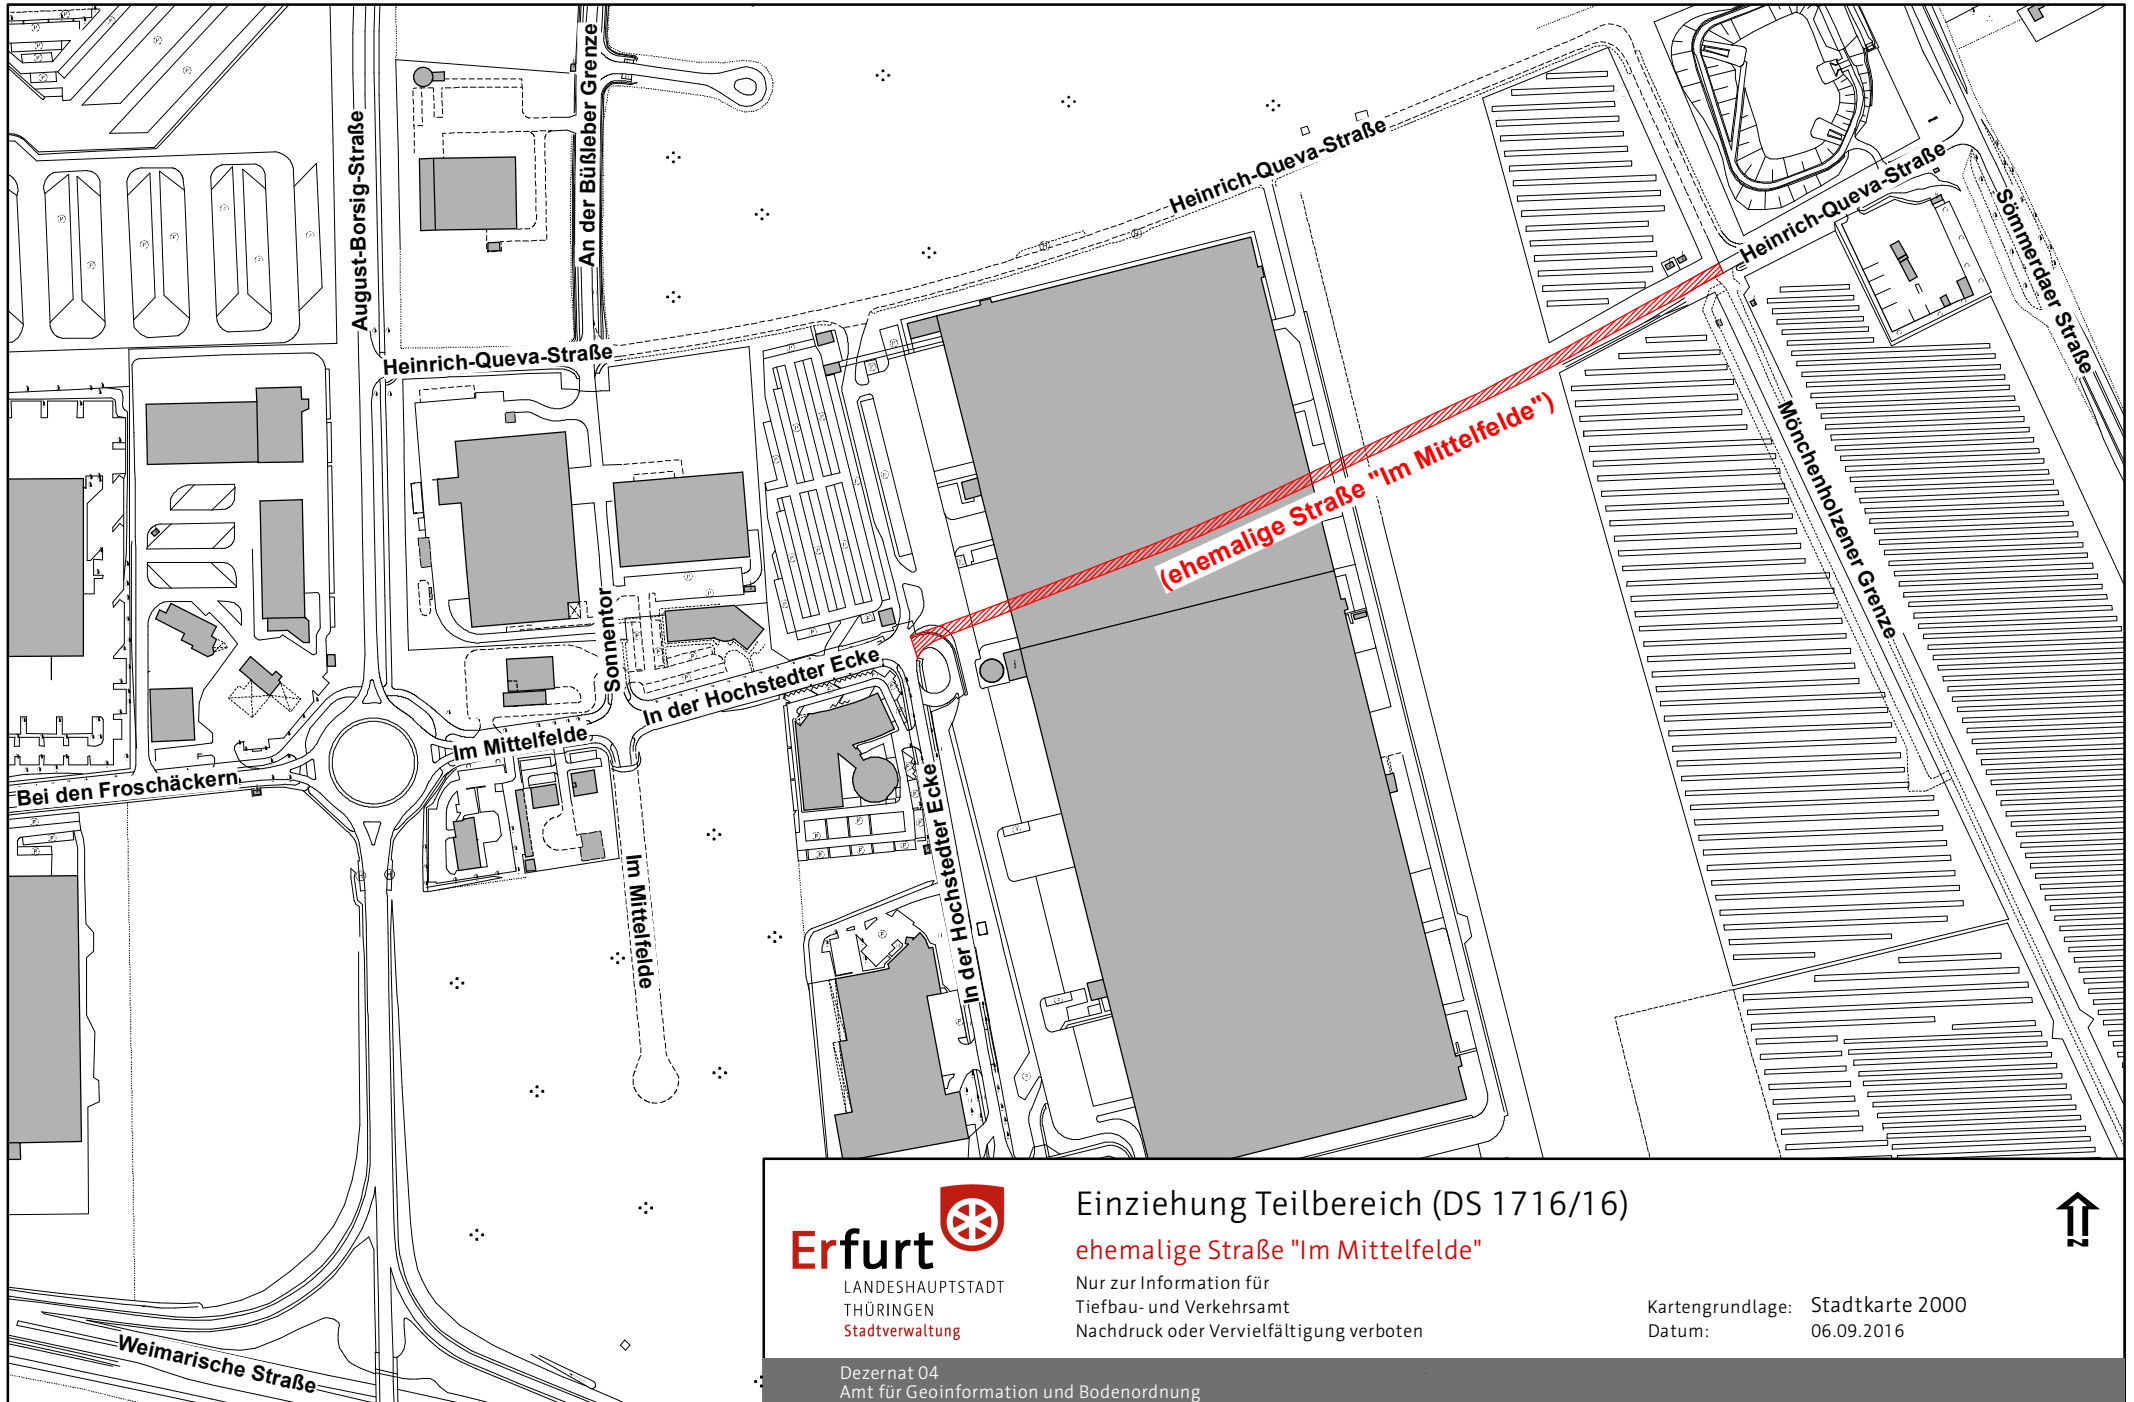 August-Borsig-Straße
An der Büßleber Grenze
Heinrich-Queva-Straße
Heinrich-Queva-Straße
Sömmerdaer Straße
Heinrich-Queva-Straße
(ehemalige Straße "Im Mittelfelde")
Mönchenholzener Grenze
Sonnentor
In der Hochstedter Ecke
Im Mittelfelde
Bei den Froschäckern
In der Hochstedter Ecke
Im Mittelfelde
Weimarische Straße
Erfurt
LANDESHAUPTSTADT
THÜRINGEN
Stadtverwaltung
Einziehung Teilbereich (DS 1716/16)
ehemalige Straße "Im Mittelfelde"
Nur zur Information für
Tiefbau- und Verkehrsamt
Nachdruck oder Vervielfältigung verboten
Kartengrundlage: Stadtkarte 2000
Datum: 06.09.2016
N
Dezernat 04
Amt für Geoinformation und Bodenordnung